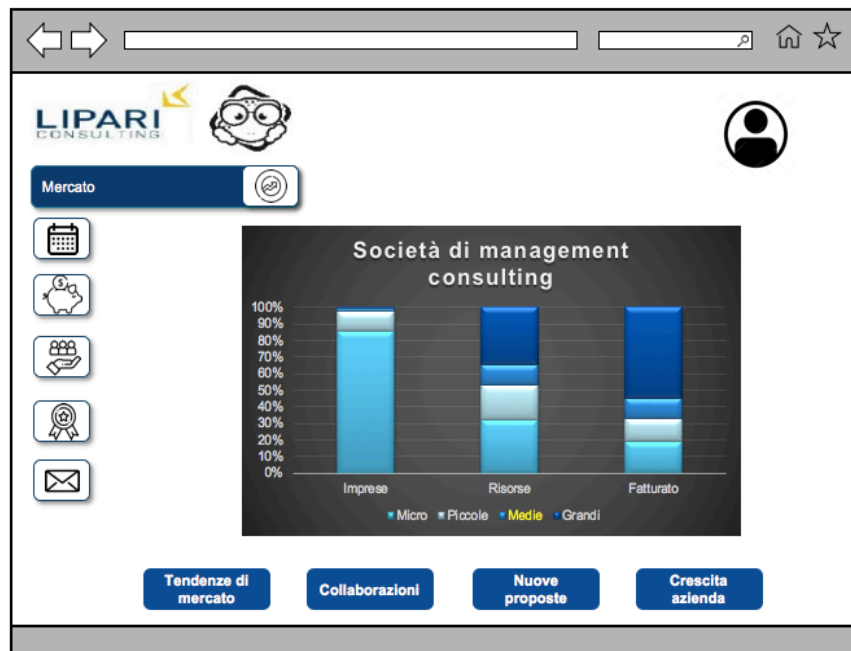 LIPARI
CONSULTING
Mercato
Società di management
consulting
100%
90%
80%
70%
60%
50%
40%
30%
20%
10%
0%
Imprese Risorse Fatturato
Micro Piccole Medie Grandi
Tendenze di
mercato
Collaborazioni
Nuove
proposte
Crescita
azienda